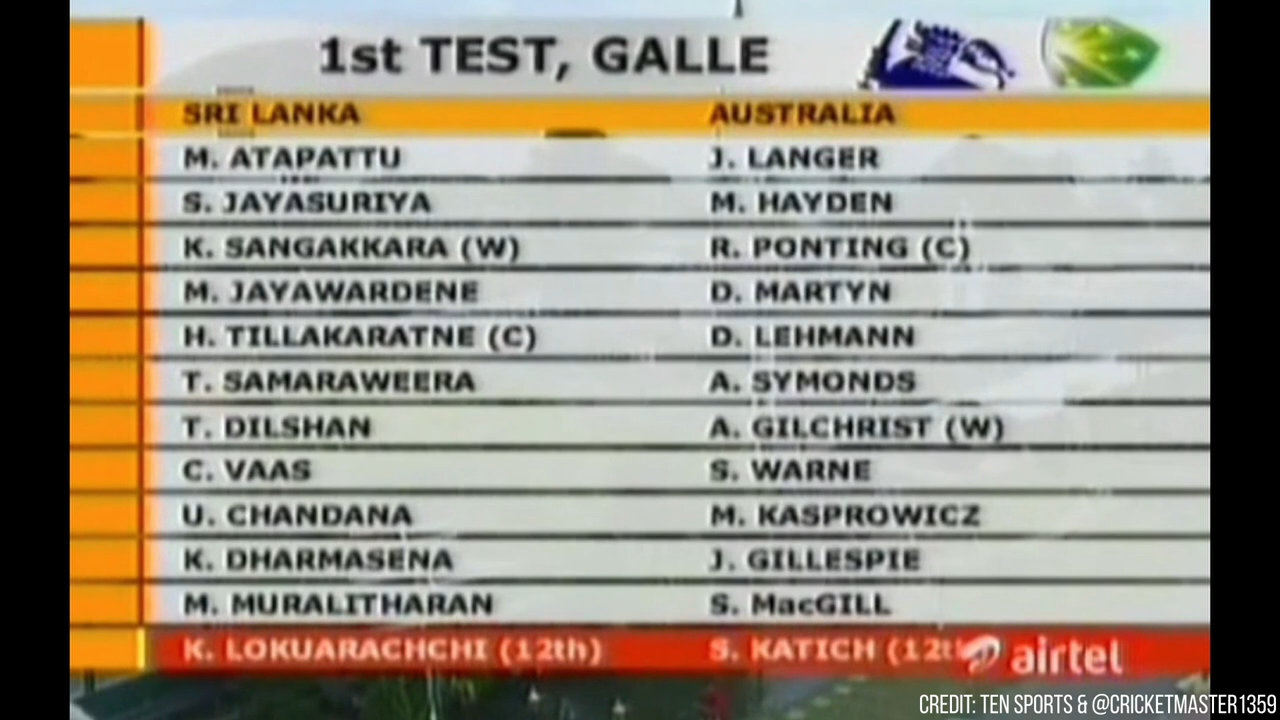 1st TEST, GALLE
SRI LANKA AUSTRALIA
M. ATAPATTU J. LANGER
S. JAYASURIYA M. HAYDEN
K. SANGAKKARA (W) R. PONTING (C)
M. JAYAWARDENE D. MARTYN
H. TILLAKARATNE (C) D. LEHMANN
T. SAMARAWEERA A. SYMONDS
T. DILSHAN A. GILCHRIST (W)
C. VAAS S. WARNE
U. CHANDANA M. KASPROWICZ
K. DHARMASENA J. GILLESPIE
M. MURALITHARAN S. MacGILL
K. LOKUARACHCHI (12th) S. KATICH (12t airtel
CREDIT: TEN SPORTS & @CRICKETMASTER1359